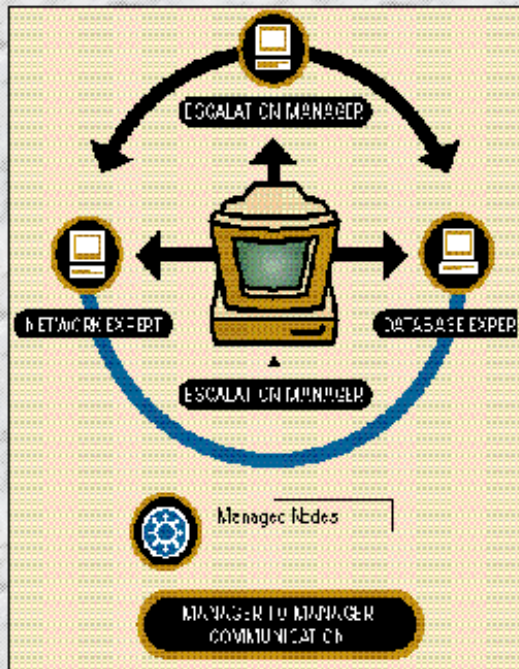 ESCALATION MANAGER
NETWORK EXPERT
DATABASE EXPER
ESCALATION MANAGER
Managed Nodes
MANAGER TO MANAGER
COMMUNICATION